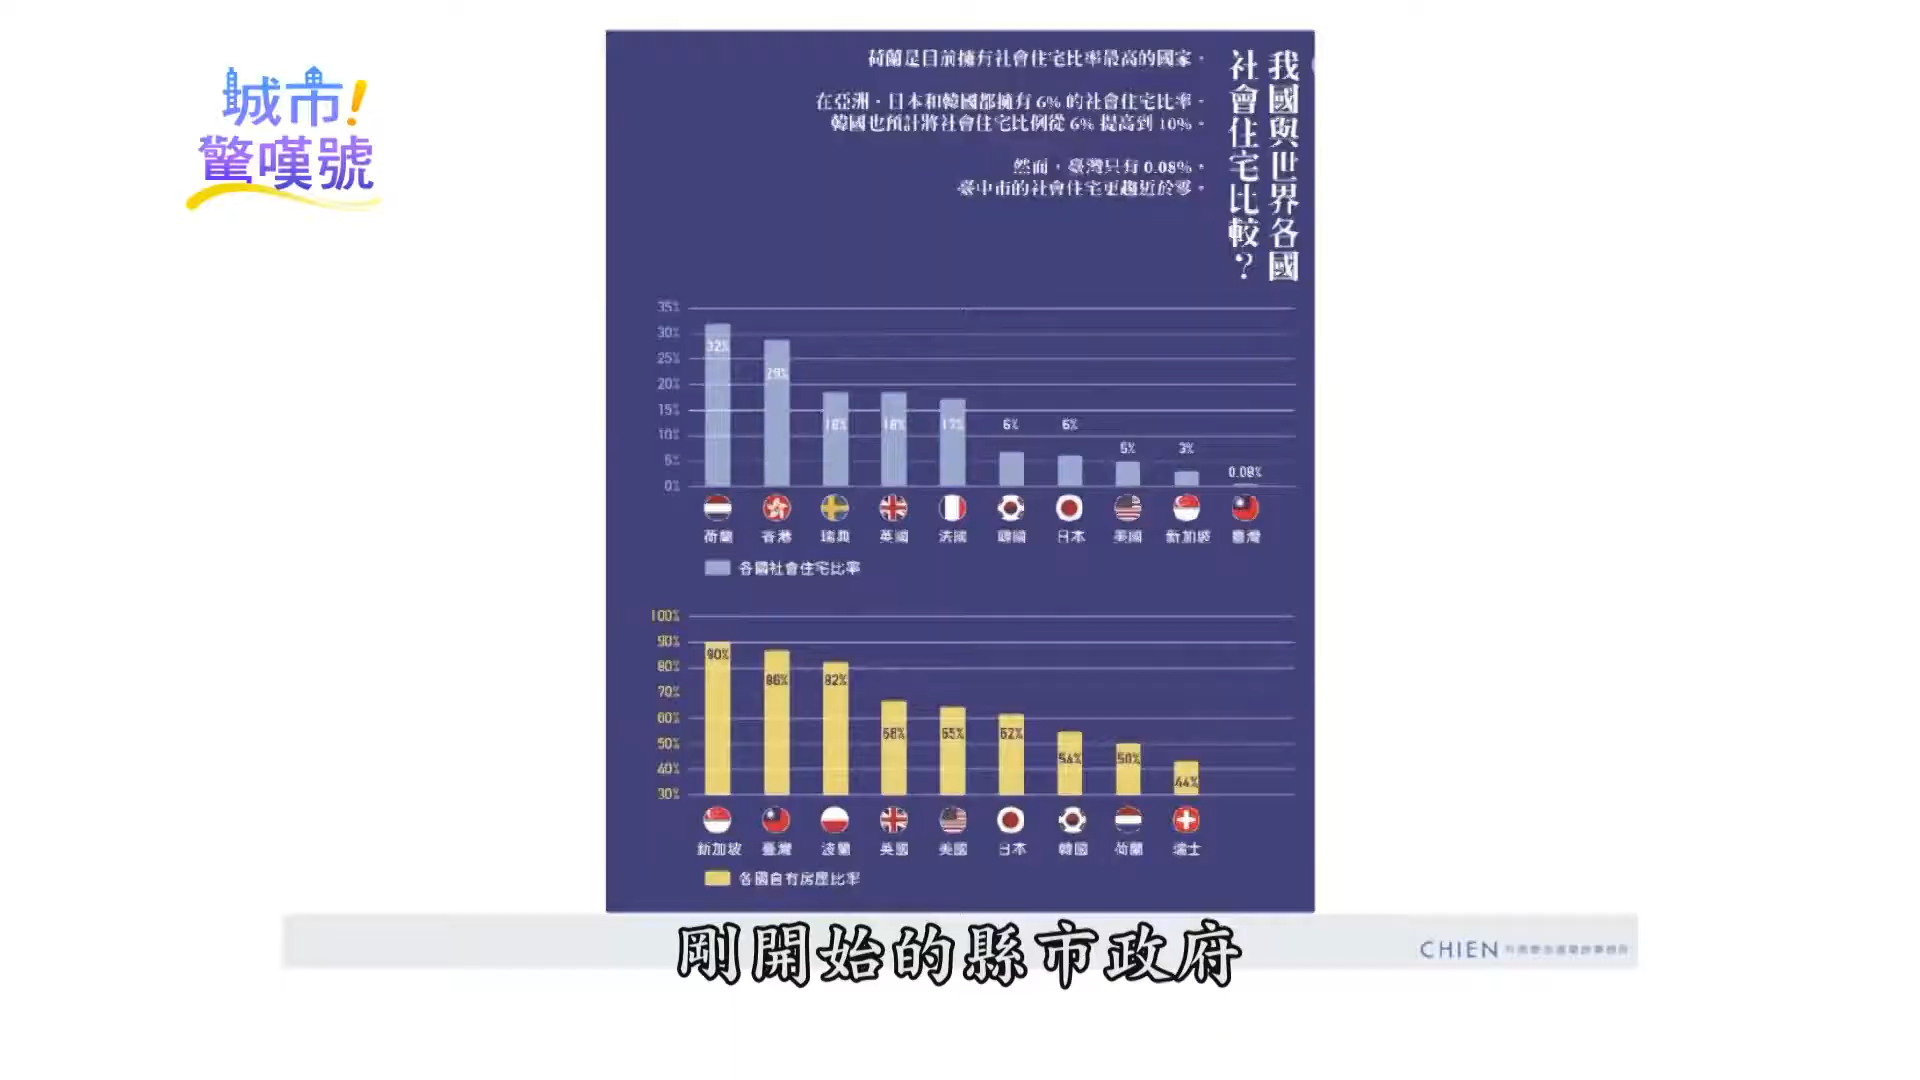 城市!
驚嘆號
我國與世界各國
社會住宅比較?
荷蘭是目前擁有社會住宅比率最高的國家。
在亞洲,日本和韓國都擁有 6% 的社會住宅比率。
韓國也預計將社會住宅比例從 6% 提高到 10%。
然而,臺灣只有 0.08%。
臺中市的社會住宅更趨近於零。
35%
30%
25%
20%
15%
10%
5%
0%
32%
29%
18%
18%
17%
6%
6%
5%
3%
0.08%
荷蘭 香港 瑞典 英國 法國 韓國 日本 美國 新加坡 臺灣
各國社會住宅比率
100%
90%
80%
70%
60%
50%
40%
30%
90%
86%
82%
68%
65%
62%
54%
50%
44%
新加坡 臺灣 波蘭 英國 美國 日本 韓國 荷蘭 瑞士
各國自有房屋比率
剛開始的縣市政府
CHIEN